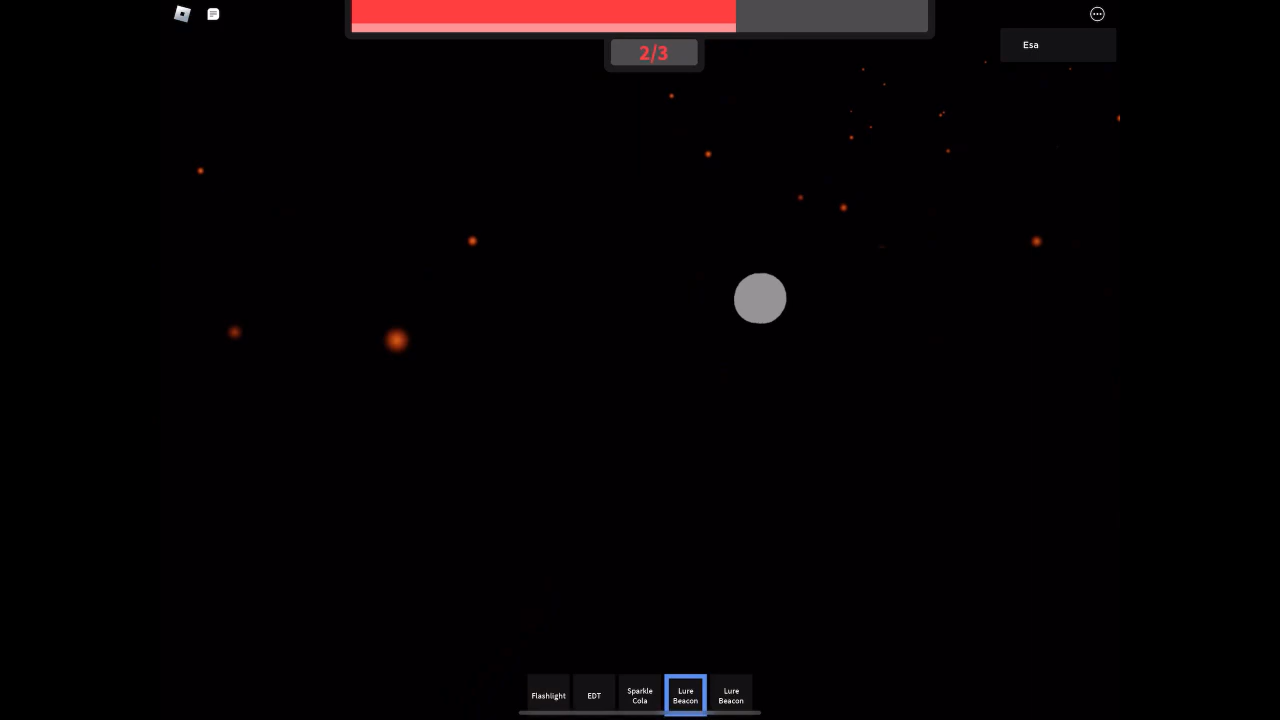 2/3
Esa
Flashlight
EDT
Sparkle
Cola
Lure
Beacon
Lure
Beacon